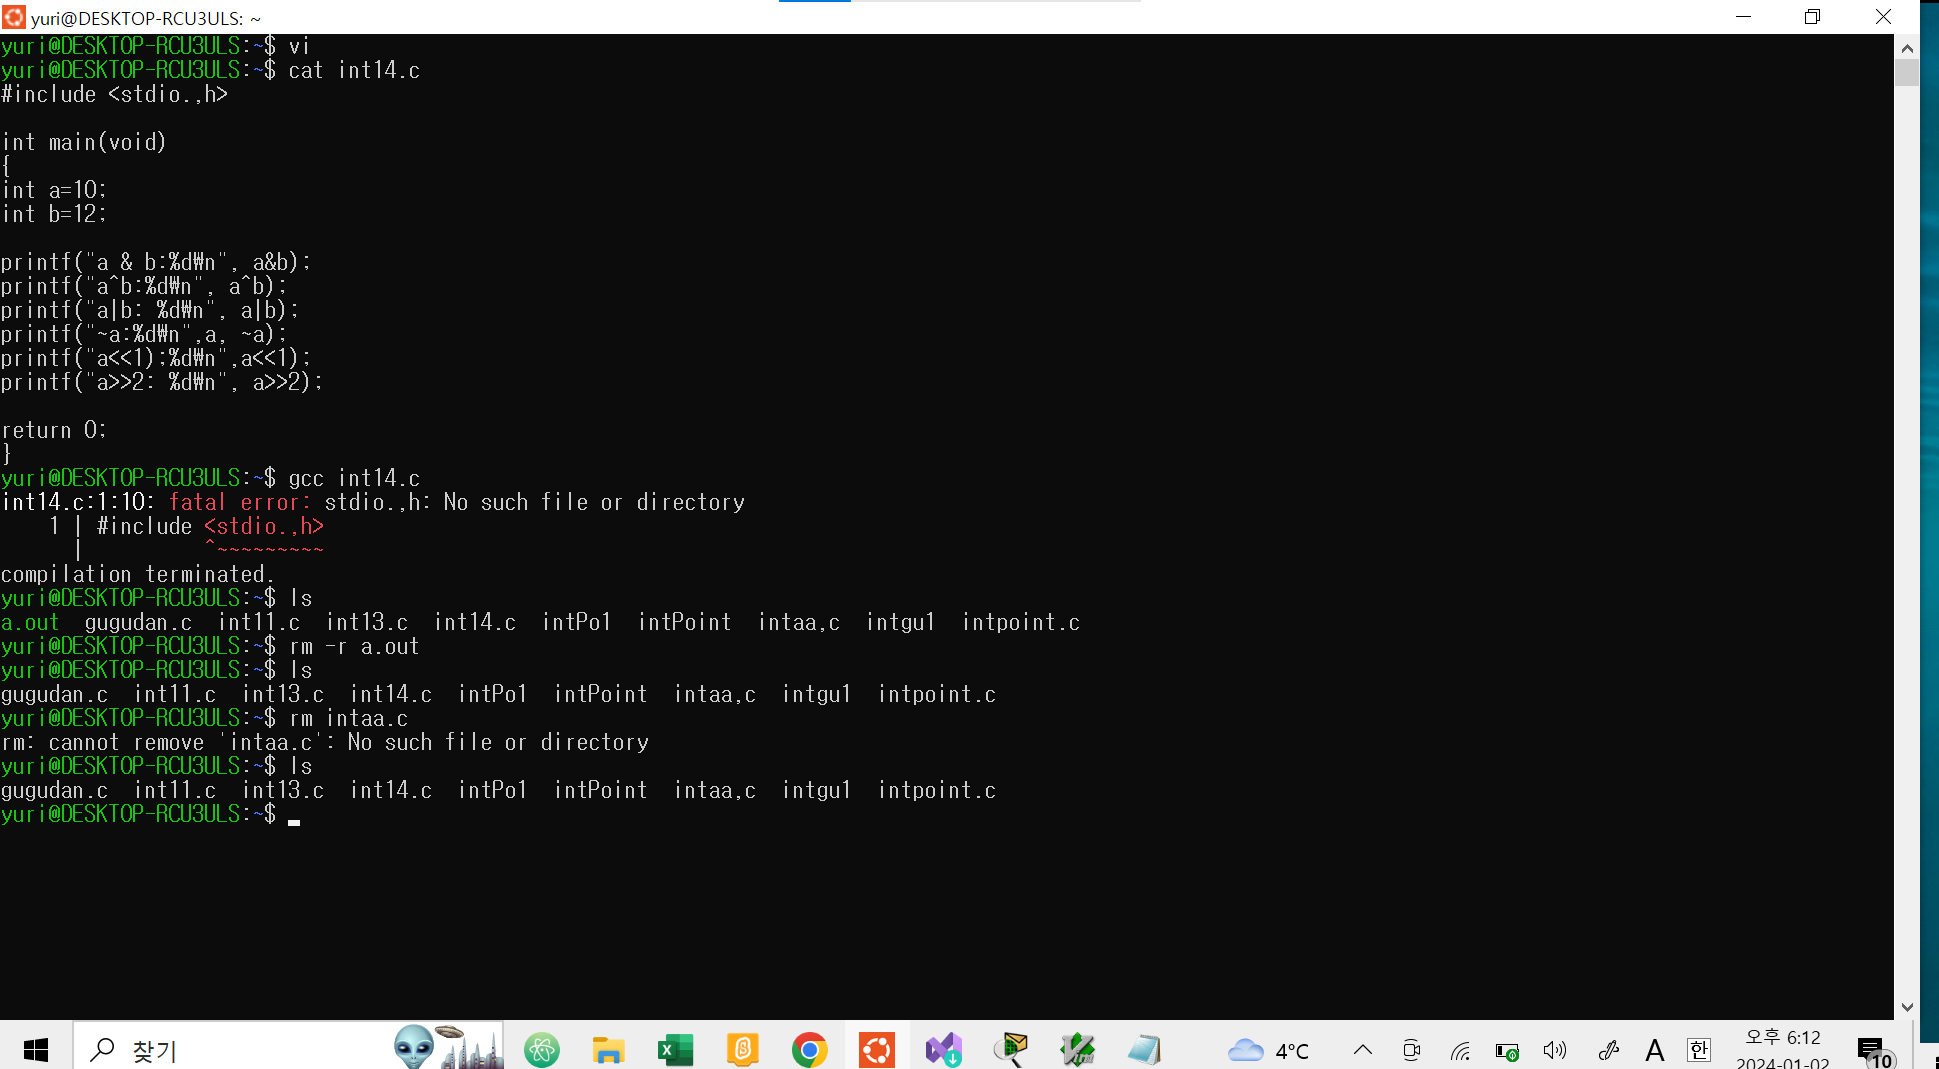 yuri@DESKTOP-RCU3ULS: ~
yuri@DESKTOP-RCU3ULS:~$ vi
yuri@DESKTOP-RCU3ULS:~$ cat int14.c
#include <stdio.,h>
int main(void)
{
int a=10;
int b=12;
printf("a & b:%d₩n", a&b);
printf("a^b:%d₩n", a^b);
printf("a|b: %d₩n", a|b);
printf("~a:%d₩n",a, ~a);
printf("a<<1);%d₩n",a<<1);
printf("a>>2: %d₩n", a>>2);
return 0;
}
yuri@DESKTOP-RCU3ULS:~$ gcc int14.c
int14.c:1:10: fatal error: stdio.,h: No such file or directory
1 | #include <stdio.,h>
| ^~~~~~~~~~
compilation terminated.
yuri@DESKTOP-RCU3ULS:~$ ls
a.out gugudan.c int11.c int13.c int14.c intPo1 intPoint intaa,c intgu1 intpoint.c
yuri@DESKTOP-RCU3ULS:~$ rm -r a.out
yuri@DESKTOP-RCU3ULS:~$ ls
gugudan.c int11.c int13.c int14.c intPo1 intPoint intaa,c intgu1 intpoint.c
yuri@DESKTOP-RCU3ULS:~$ rm intaa.c
rm: cannot remove 'intaa.c': No such file or directory
yuri@DESKTOP-RCU3ULS:~$ ls
gugudan.c int11.c int13.c int14.c intPo1 intPoint intaa,c intgu1 intpoint.c
yuri@DESKTOP-RCU3ULS:~$
찾기
4°C
A
한
오후 6:12
2024-01-02
10